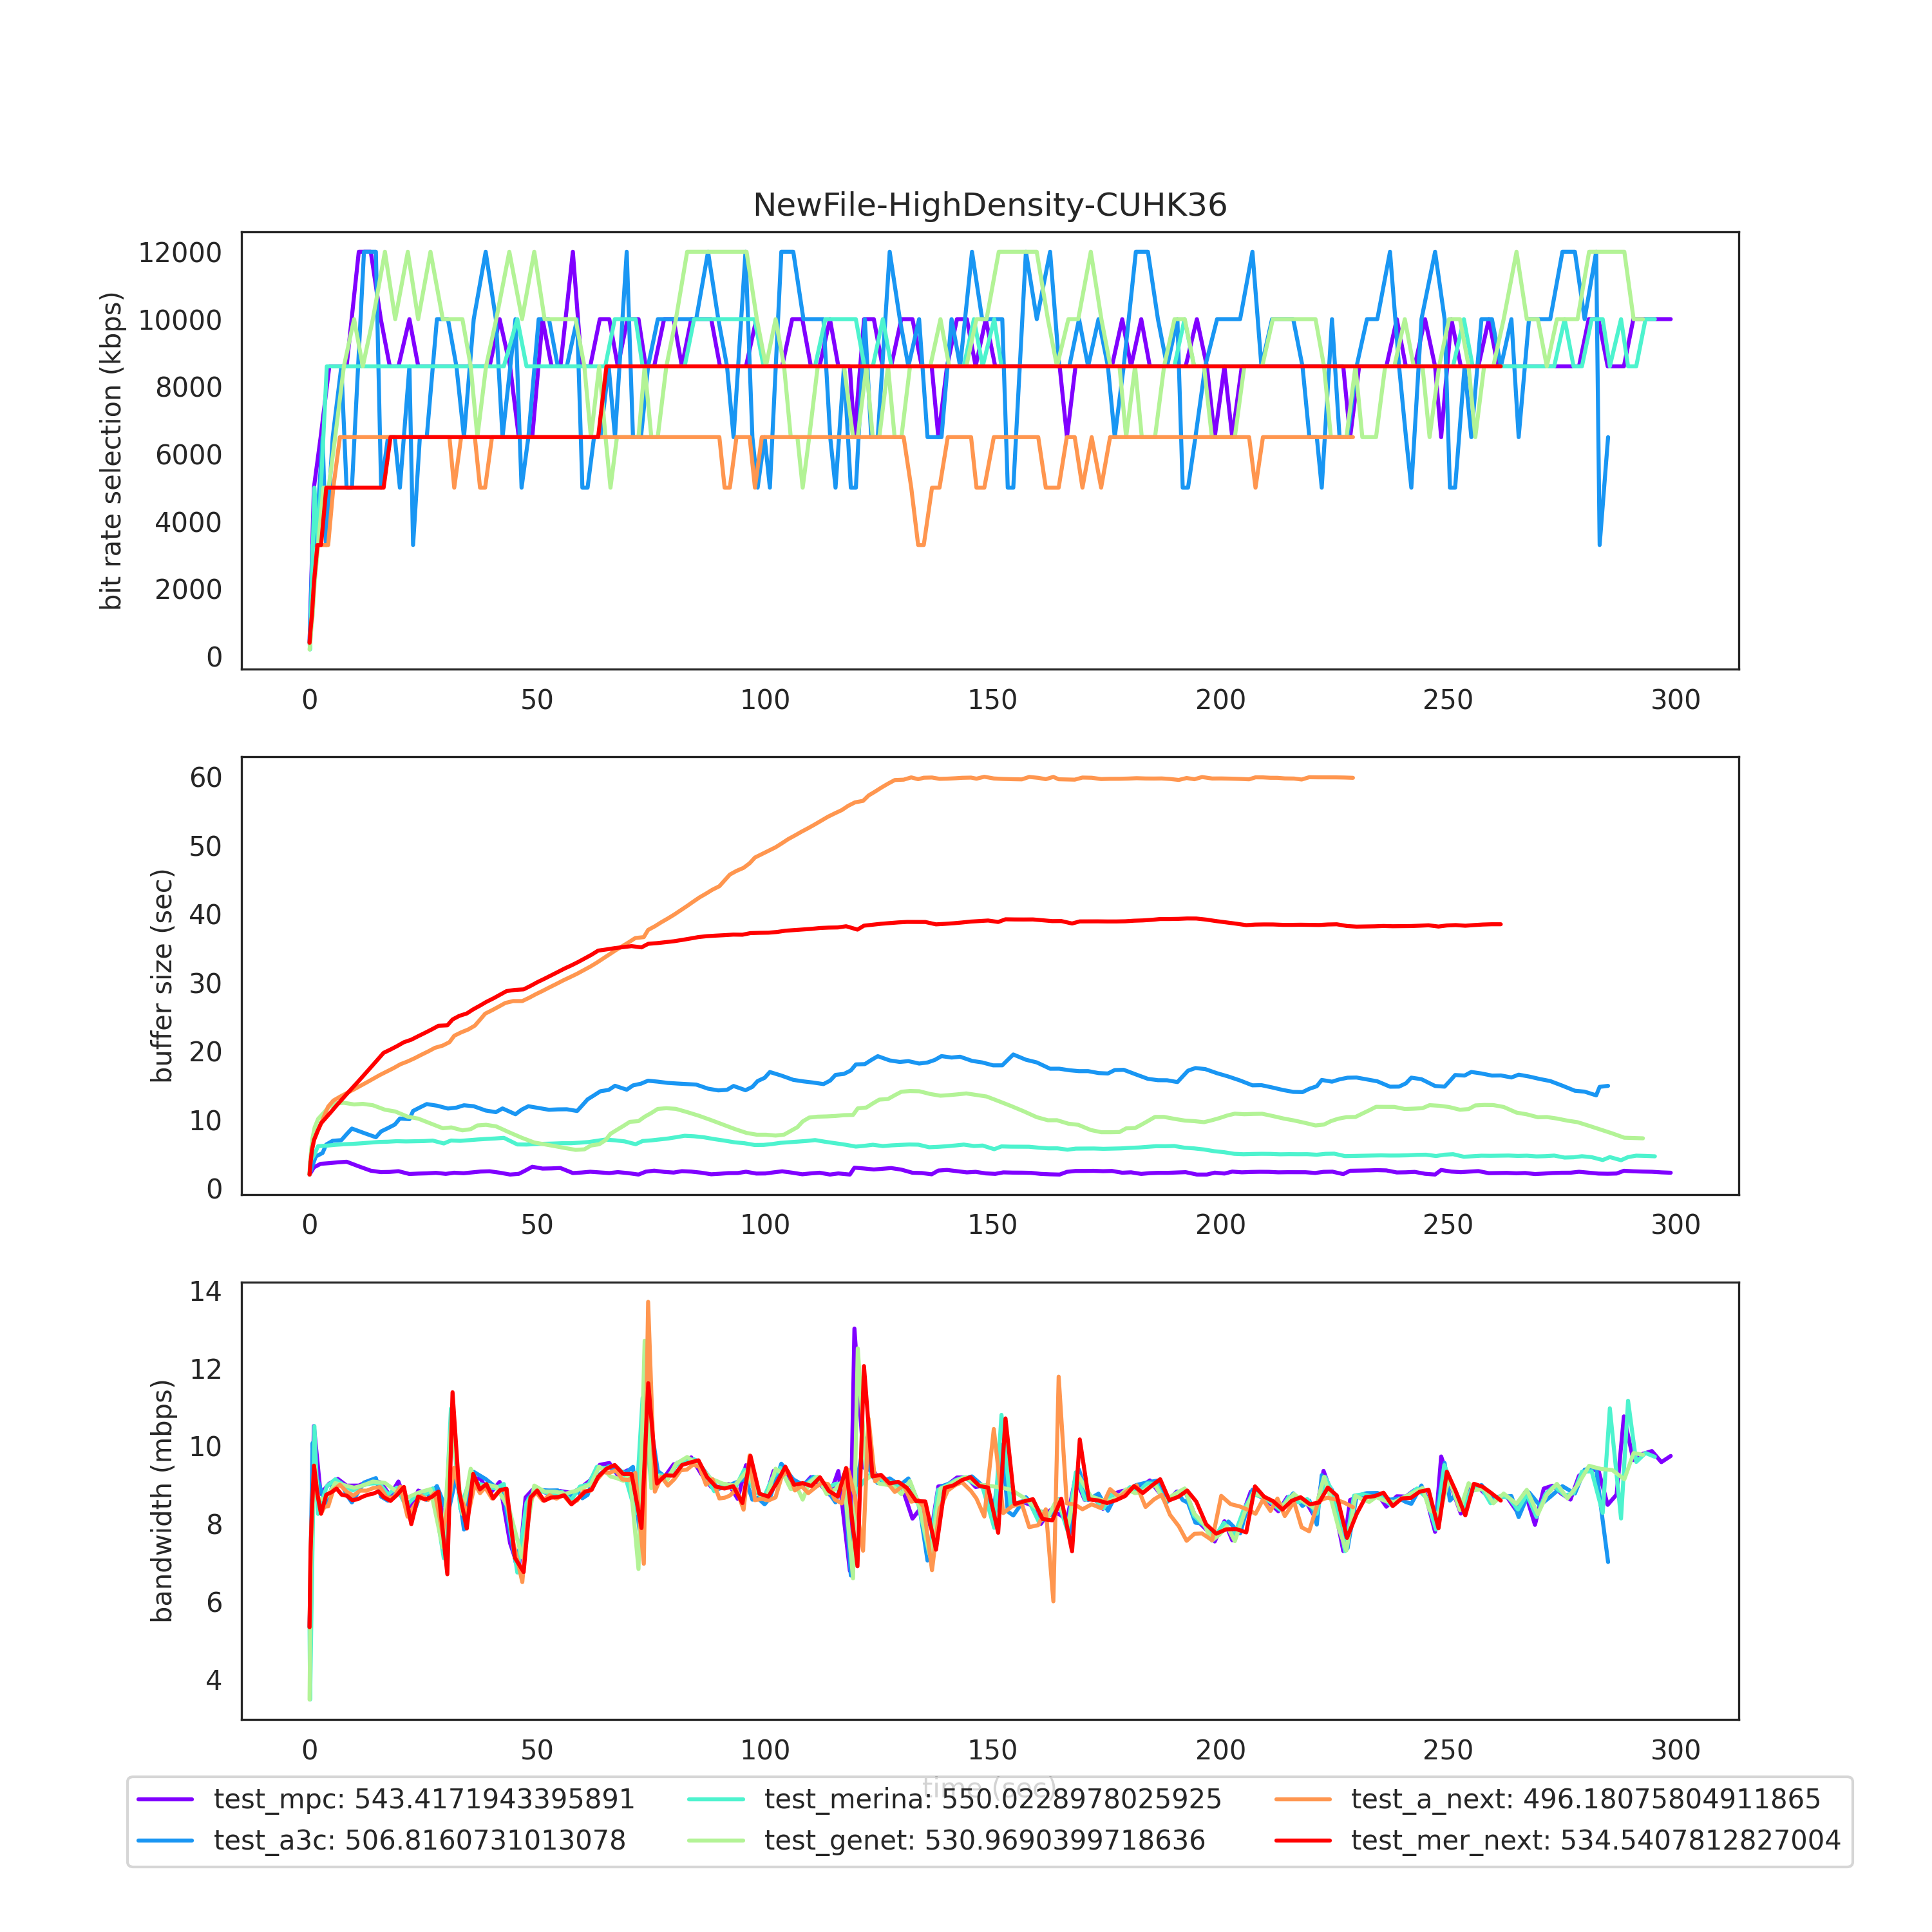 NewFile-HighDensity-CUHK36
bit rate selection (kbps)
12000
10000
8000
6000
4000
2000
0
0 50 100 150 200 250 300
buffer size (sec)
60
50
40
30
20
10
0
0 50 100 150 200 250 300
bandwidth (mbps)
14
12
10
8
6
4
0 50 100 150 200 250 300
time (sec)
test_mpc: 543.4171943395891
test_a3c: 506.8160731013078
test_merina: 550.0228978025925
test_genet: 530.9690399718636
test_a_next: 496.18075804911865
test_mer_next: 534.5407812827004